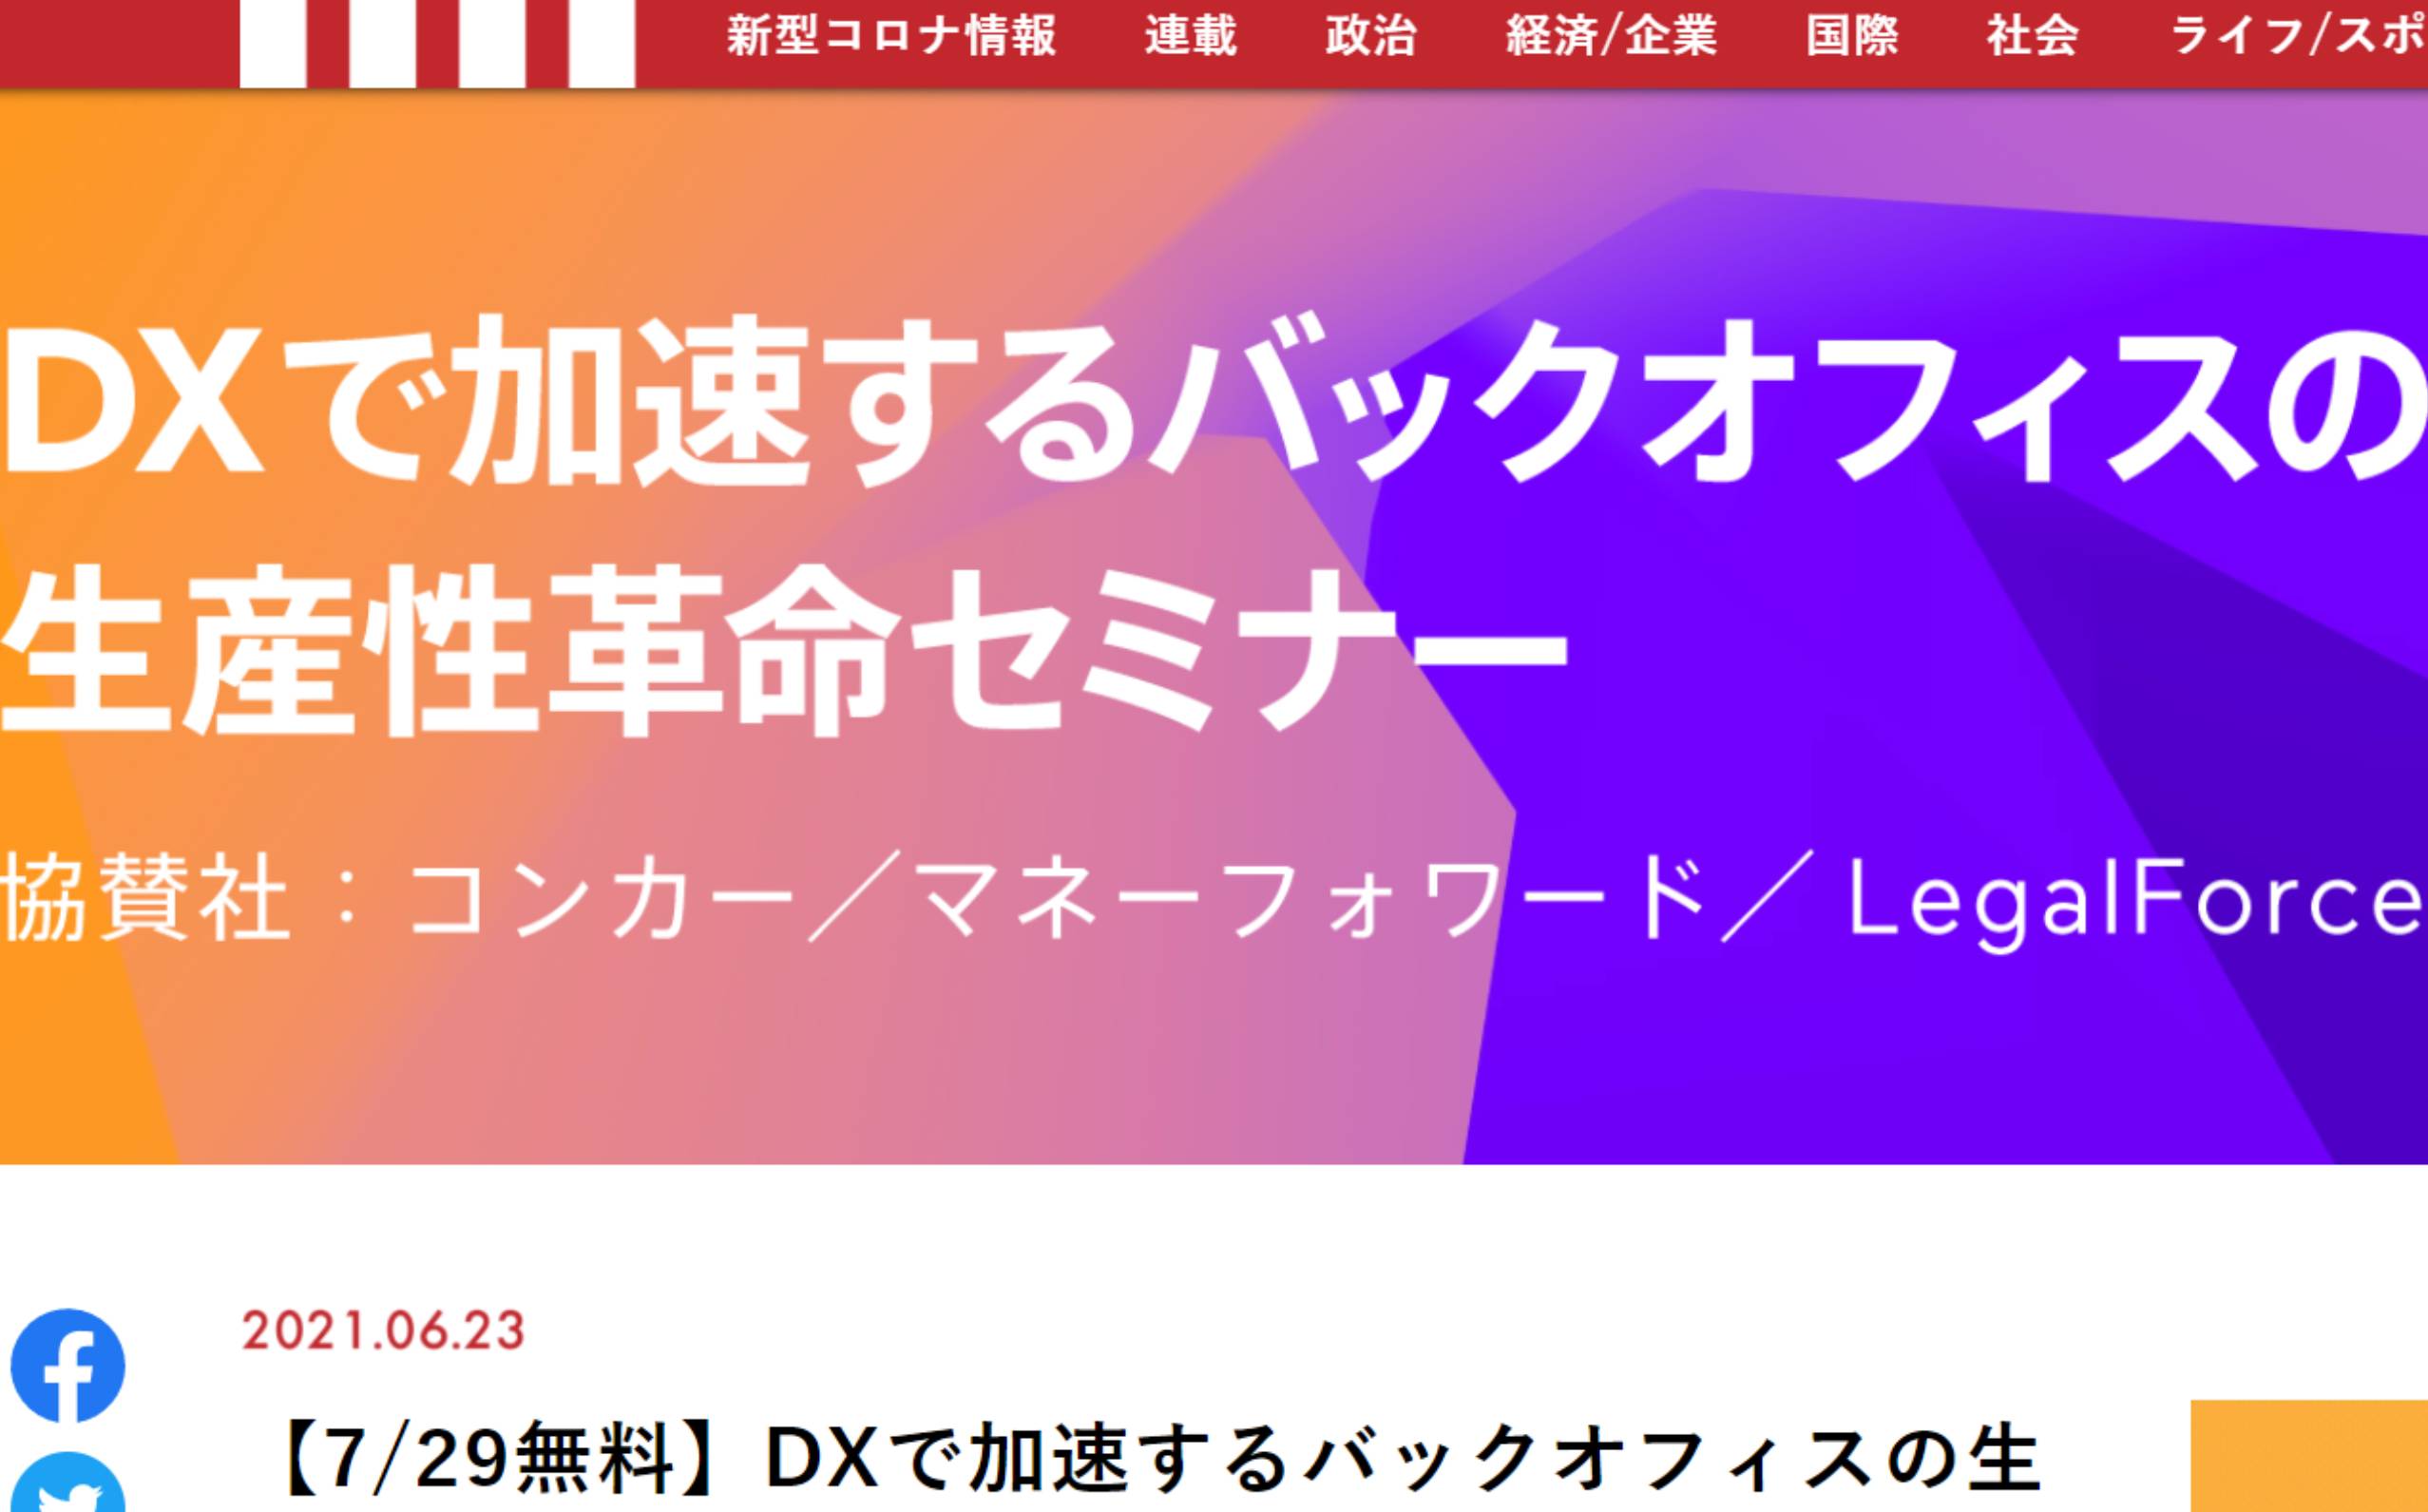 新型コロナ情報 連載 政治 経済/企業 国際 社会 ライフ/スポ
DXで加速するバックオフィスの
生産性革命セミナー
協賛社：コンカー／マネーフォワード／ LegalForce
2021.06.23
【7/29無料】DXで加速するバックオフィスの生